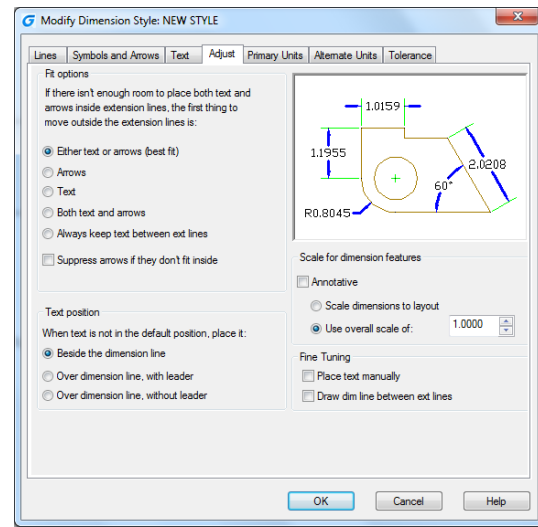 Modify Dimension Style: NEW STYLE
Lines Symbols and Arrows Text Adjust Primary Units Alternate Units Tolerance
Fit options
If there isn't enough room to place both text and
arrows inside extension lines, the first thing to
move outside the extension lines is:
Either text or arrows (best fit)
Arrows
Text
Both text and arrows
Always keep text between ext lines
Suppress arrows if they don't fit inside
Text position
When text is not in the default position, place it:
Beside the dimension line
Over dimension line, with leader
Over dimension line, without leader
1.0159
1.1955
2.0208
60°
R0.8045
Scale for dimension features
Annotative
Scale dimensions to layout
Use overall scale of: 1.0000
Fine Tuning
Place text manually
Draw dim line between ext lines
OK Cancel Help